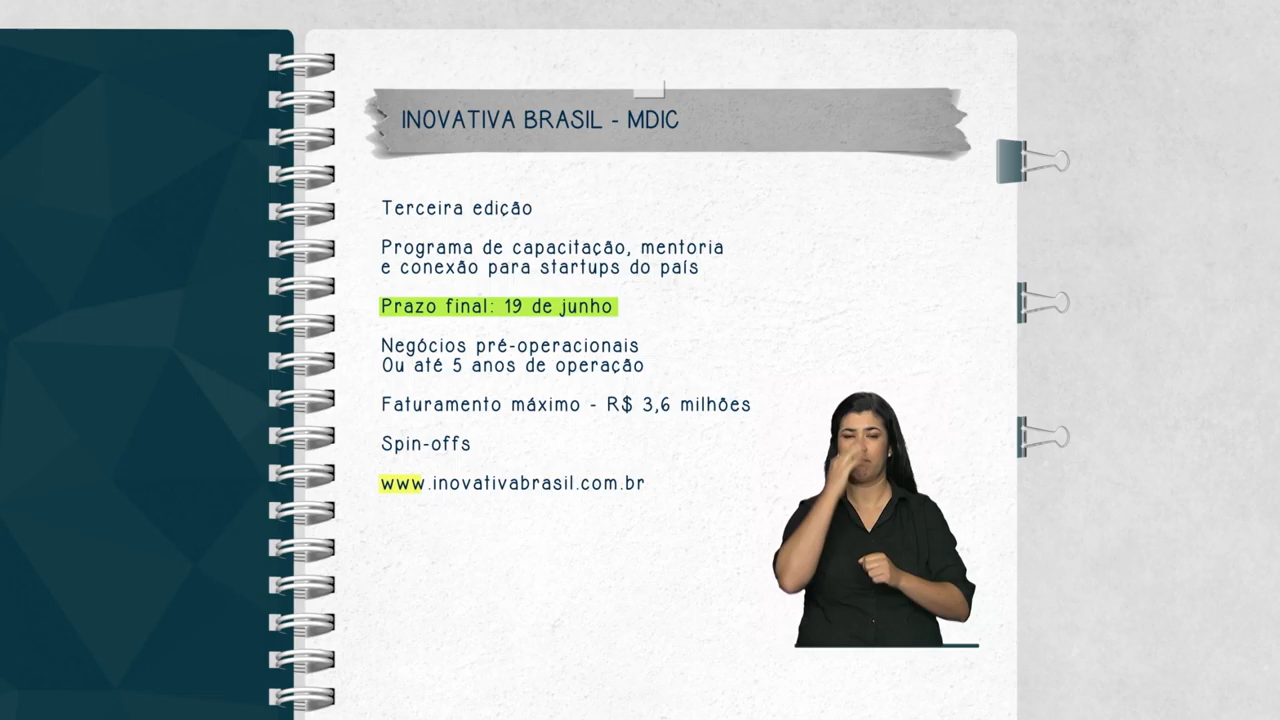 INOVATIVA BRASIL - MDIC
Terceira edição
Programa de capacitação, mentoria
e conexão para startups do país
Prazo final: 19 de junho
Negócios pré-operacionais
Ou até 5 anos de operação
Faturamento máximo - R$ 3,6 milhões
Spin-offs
www.inovativabrasil.com.br